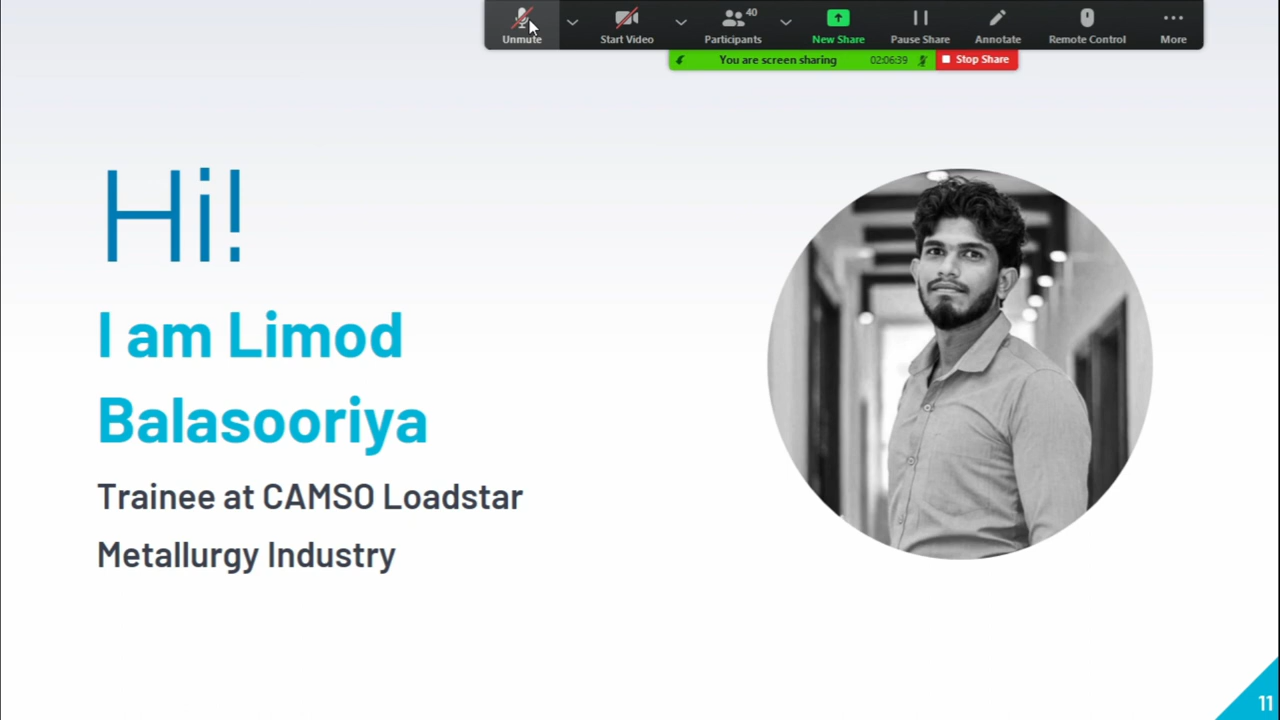 40
Unmute Start Video Participants New Share Pause Share Annotate Remote Control More
You are screen sharing 02:06:39 Stop Share
Hi!
I am Limod
Balasooriya
Trainee at CAMSO Loadstar
Metallurgy Industry
11